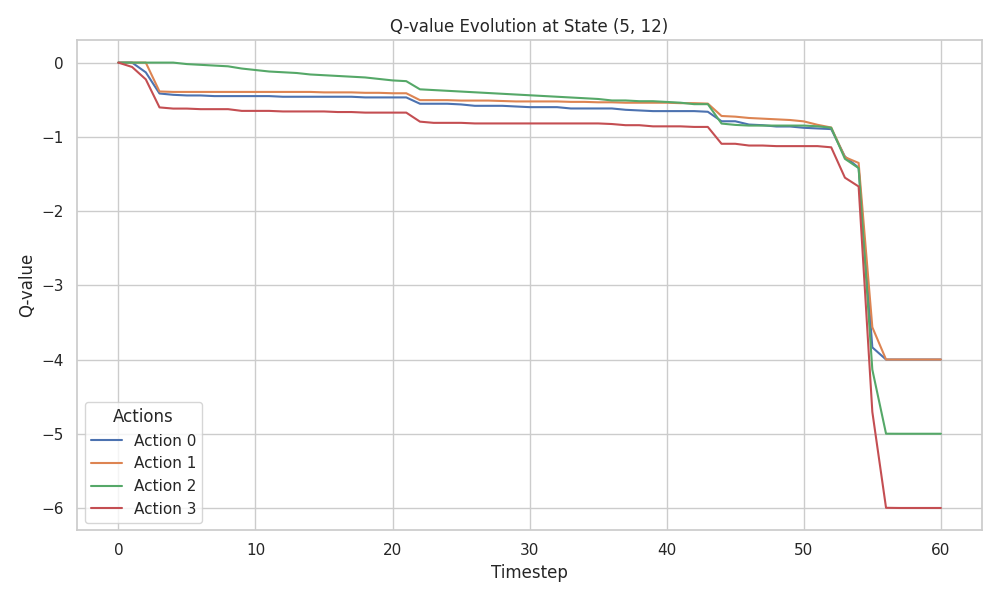 Q-value Evolution at State (5, 12)
Q-value
0
−1
−2
−3
−4
−5
−6
Actions
Action 0
Action 1
Action 2
Action 3
0 10 20 30 40 50 60
Timestep